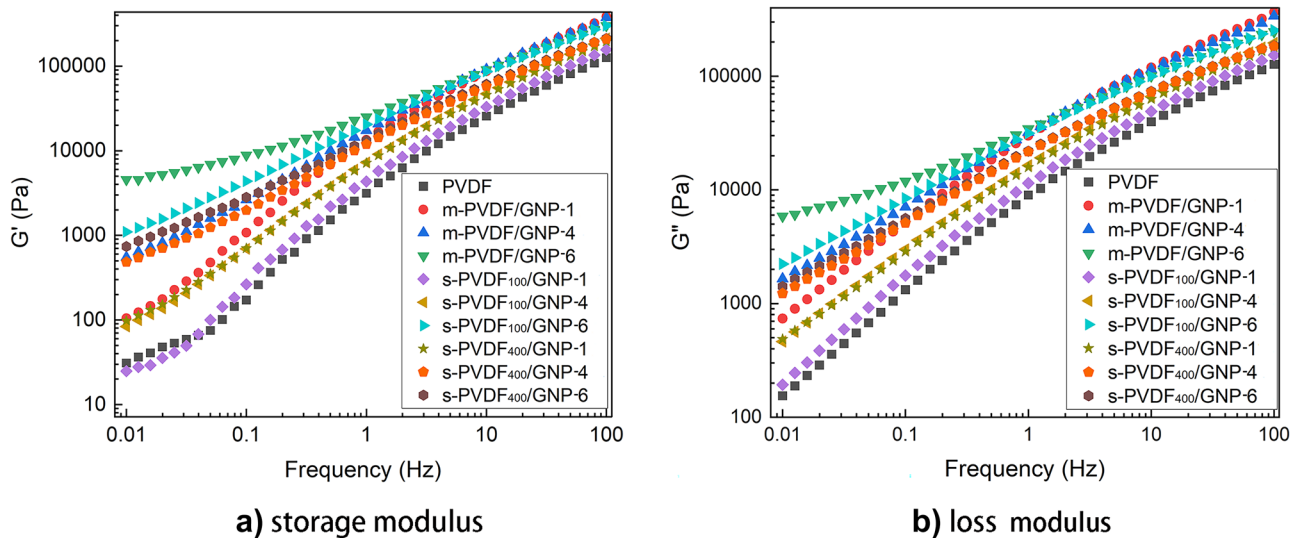 G' (Pa)
100000
10000
1000
100
10
0.01 0.1 1 10 100
Frequency (Hz)
PVDF
m-PVDF/GNP-1
m-PVDF/GNP-4
m-PVDF/GNP-6
s-PVDF₁₀₀/GNP-1
s-PVDF₁₀₀/GNP-4
s-PVDF₁₀₀/GNP-6
s-PVDF₄₀₀/GNP-1
s-PVDF₄₀₀/GNP-4
s-PVDF₄₀₀/GNP-6
a) storage modulus
G" (Pa)
100000
10000
1000
100
0.01 0.1 1 10 100
Frequency (Hz)
PVDF
m-PVDF/GNP-1
m-PVDF/GNP-4
m-PVDF/GNP-6
s-PVDF₁₀₀/GNP-1
s-PVDF₁₀₀/GNP-4
s-PVDF₁₀₀/GNP-6
s-PVDF₄₀₀/GNP-1
s-PVDF₄₀₀/GNP-4
s-PVDF₄₀₀/GNP-6
b) loss modulus